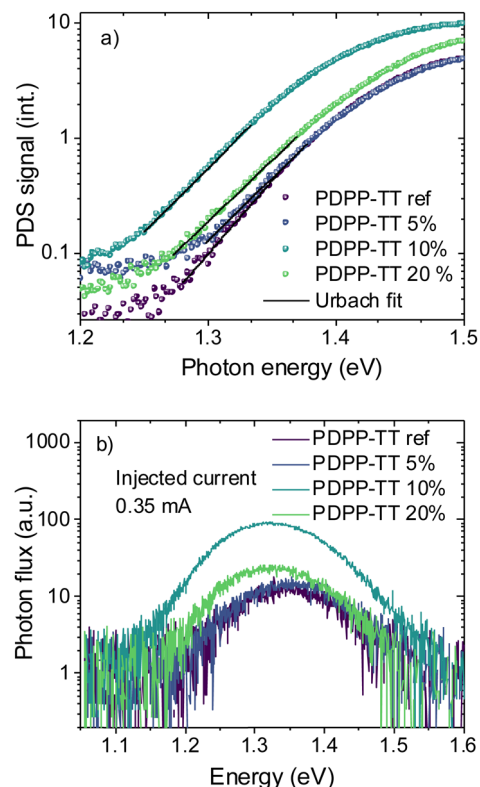 a)
10
1
0.1
PDS signal (int.)
PDPP-TT ref
PDPP-TT 5%
PDPP-TT 10%
PDPP-TT 20 %
Urbach fit
1.2
1.3
1.4
1.5
Photon energy (eV)
b)
1000
100
10
1
Photon flux (a.u.)
Injected current
0.35 mA
PDPP-TT ref
PDPP-TT 5%
PDPP-TT 10%
PDPP-TT 20%
1.1
1.2
1.3
1.4
1.5
1.6
Energy (eV)